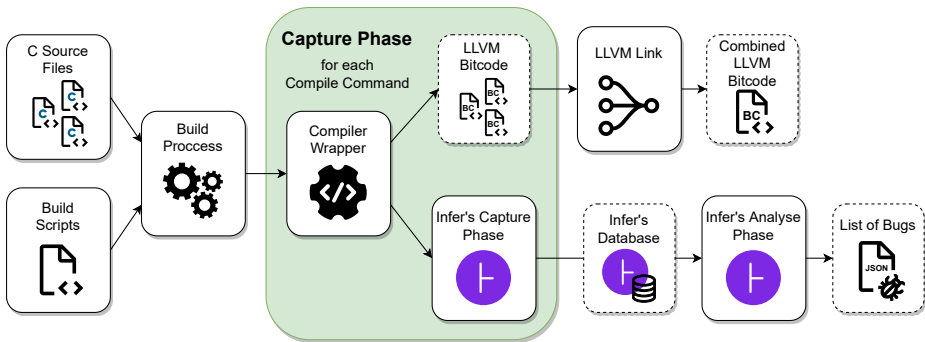 C Source
Files
C
C
C
Build
Scripts
Build
Proccess
Capture Phase
for each
Compile Command
Compiler
Wrapper
LLVM
Bitcode
BC
BC
BC
Infer's Capture
Phase
LLVM Link
Combined
LLVM
Bitcode
BC
Infer's
Database
Infer's Analyse
Phase
List of Bugs
JSON